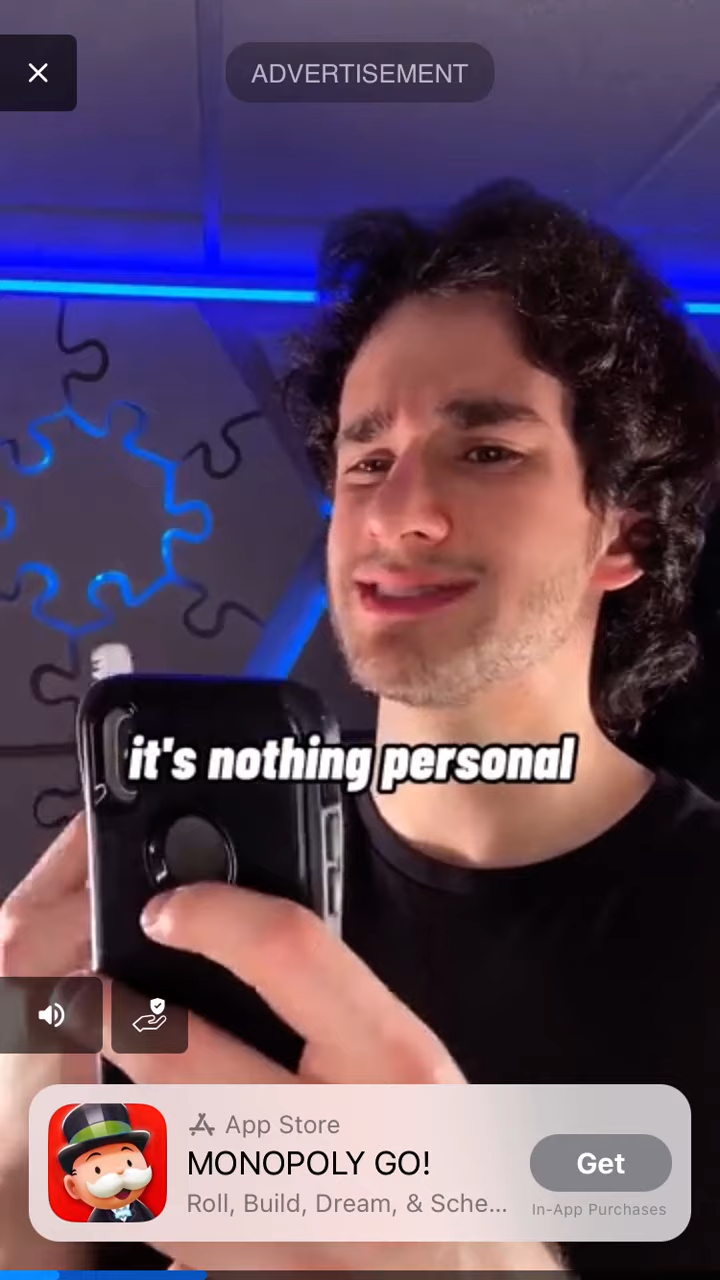 ADVERTISEMENT
it's nothing personal
App Store
MONOPOLY GO!
Get
Roll, Build, Dream, & Sche...
In-App Purchases